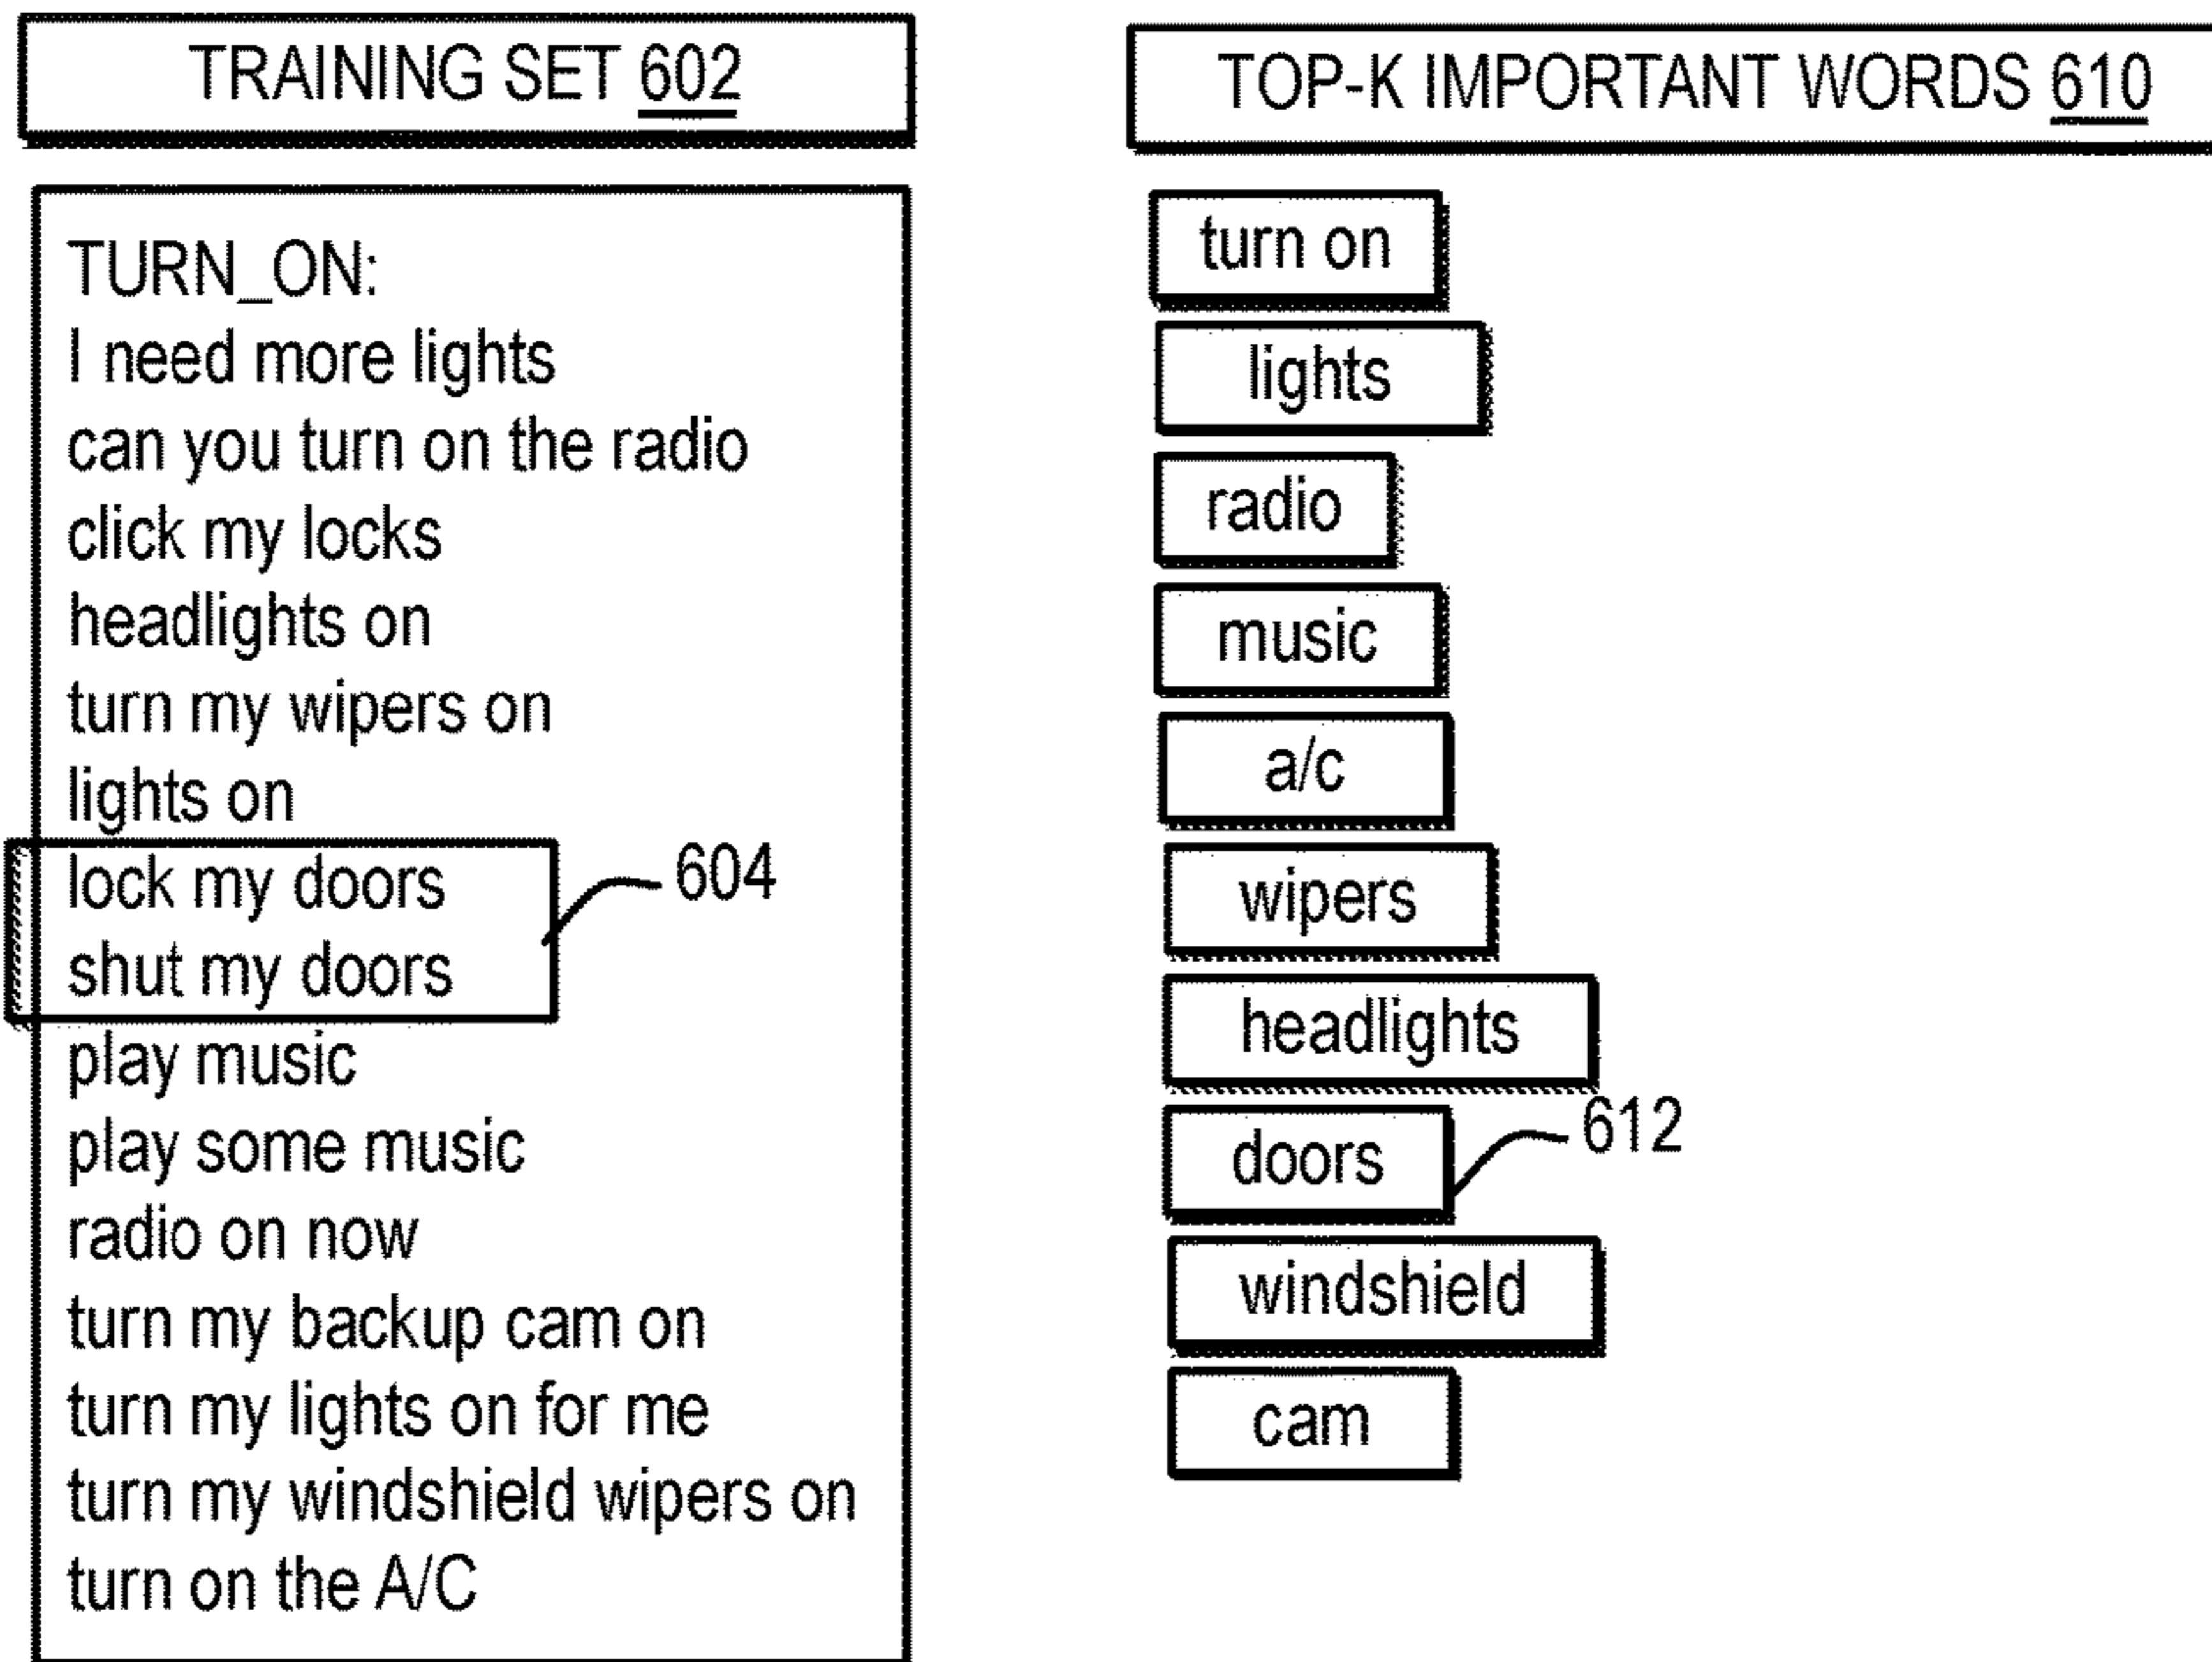 TRAINING SET 602
TURN_ON:
I need more lights
can you turn on the radio
click my locks
headlights on
turn my wipers on
lights on
lock my doors
shut my doors
604
play music
play some music
radio on now
turn my backup cam on
turn my lights on for me
turn my windshield wipers on
turn on the A/C
TOP-K IMPORTANT WORDS 610
turn on
lights
radio
music
a/c
wipers
headlights
doors
612
windshield
cam